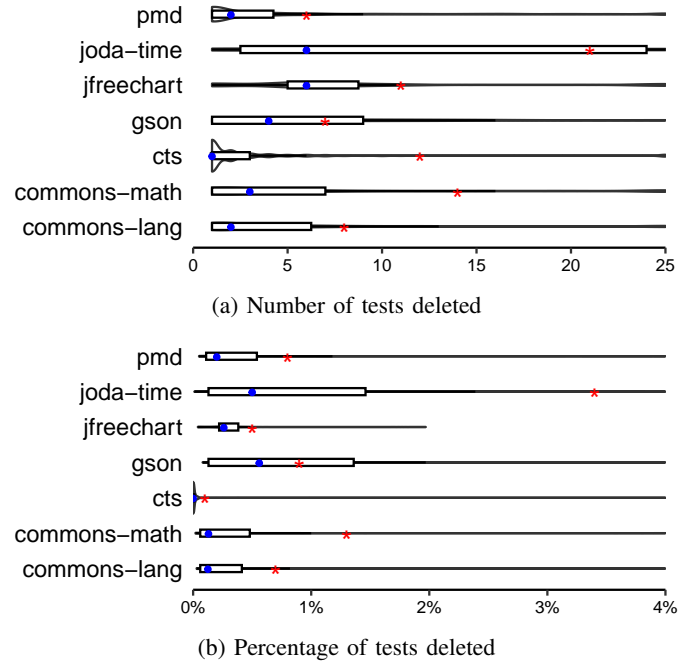 pmd
joda−time
jfreechart
gson
cts
commons−math
commons−lang
0 5 10 15 20 25
(a) Number of tests deleted
pmd
joda−time
jfreechart
gson
cts
commons−math
commons−lang
0% 1% 2% 3% 4%
(b) Percentage of tests deleted